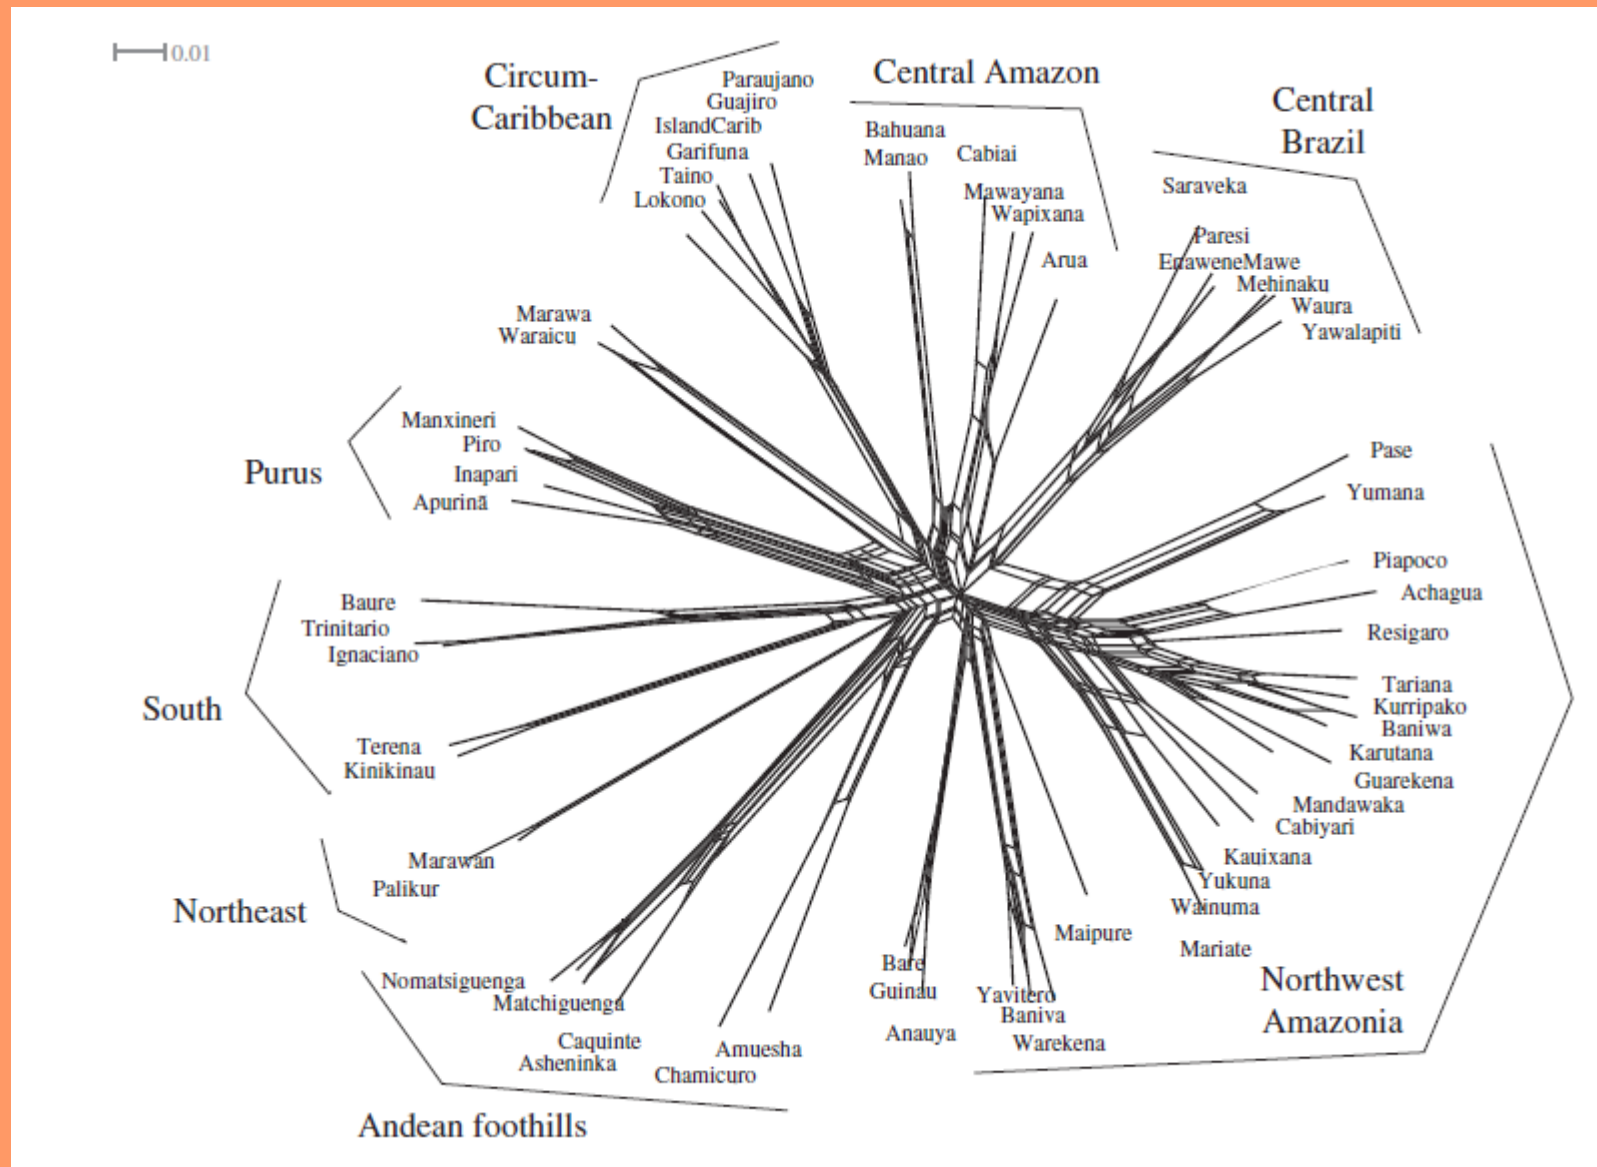 0.01
Circum-
Caribbean
Paraujano
Guajiro
IslandCarib
Garifuna
Taino
Lokono
Central Amazon
Bahuana
Manao
Cabiai
Mawayana
Wapixana
Arua
Central
Brazil
Saraveka
Paresi
EnaweneMawe
Mehinaku
Waura
Yawalapiti
Marawa
Waraicu
Purus
Manxineri
Piro
Inapari
Apurinã
South
Baure
Trinitario
Ignaciano
Terena
Kinikinau
Northeast
Marawan
Palikur
Nomatsiguenga
Matchiguenga
Caquinte
Asheninka
Amuesha
Chamicuro
Andean foothills
Bare
Guinau
Anauya
Yavitero
Baniva
Warekena
Maipure
Pase
Yumana
Piapoco
Achagua
Resigaro
Tariana
Kurripako
Baniwa
Karutana
Guarekena
Mandawaka
Cabiyari
Kauixana
Yukuna
Wainuma
Mariate
Northwest
Amazonia